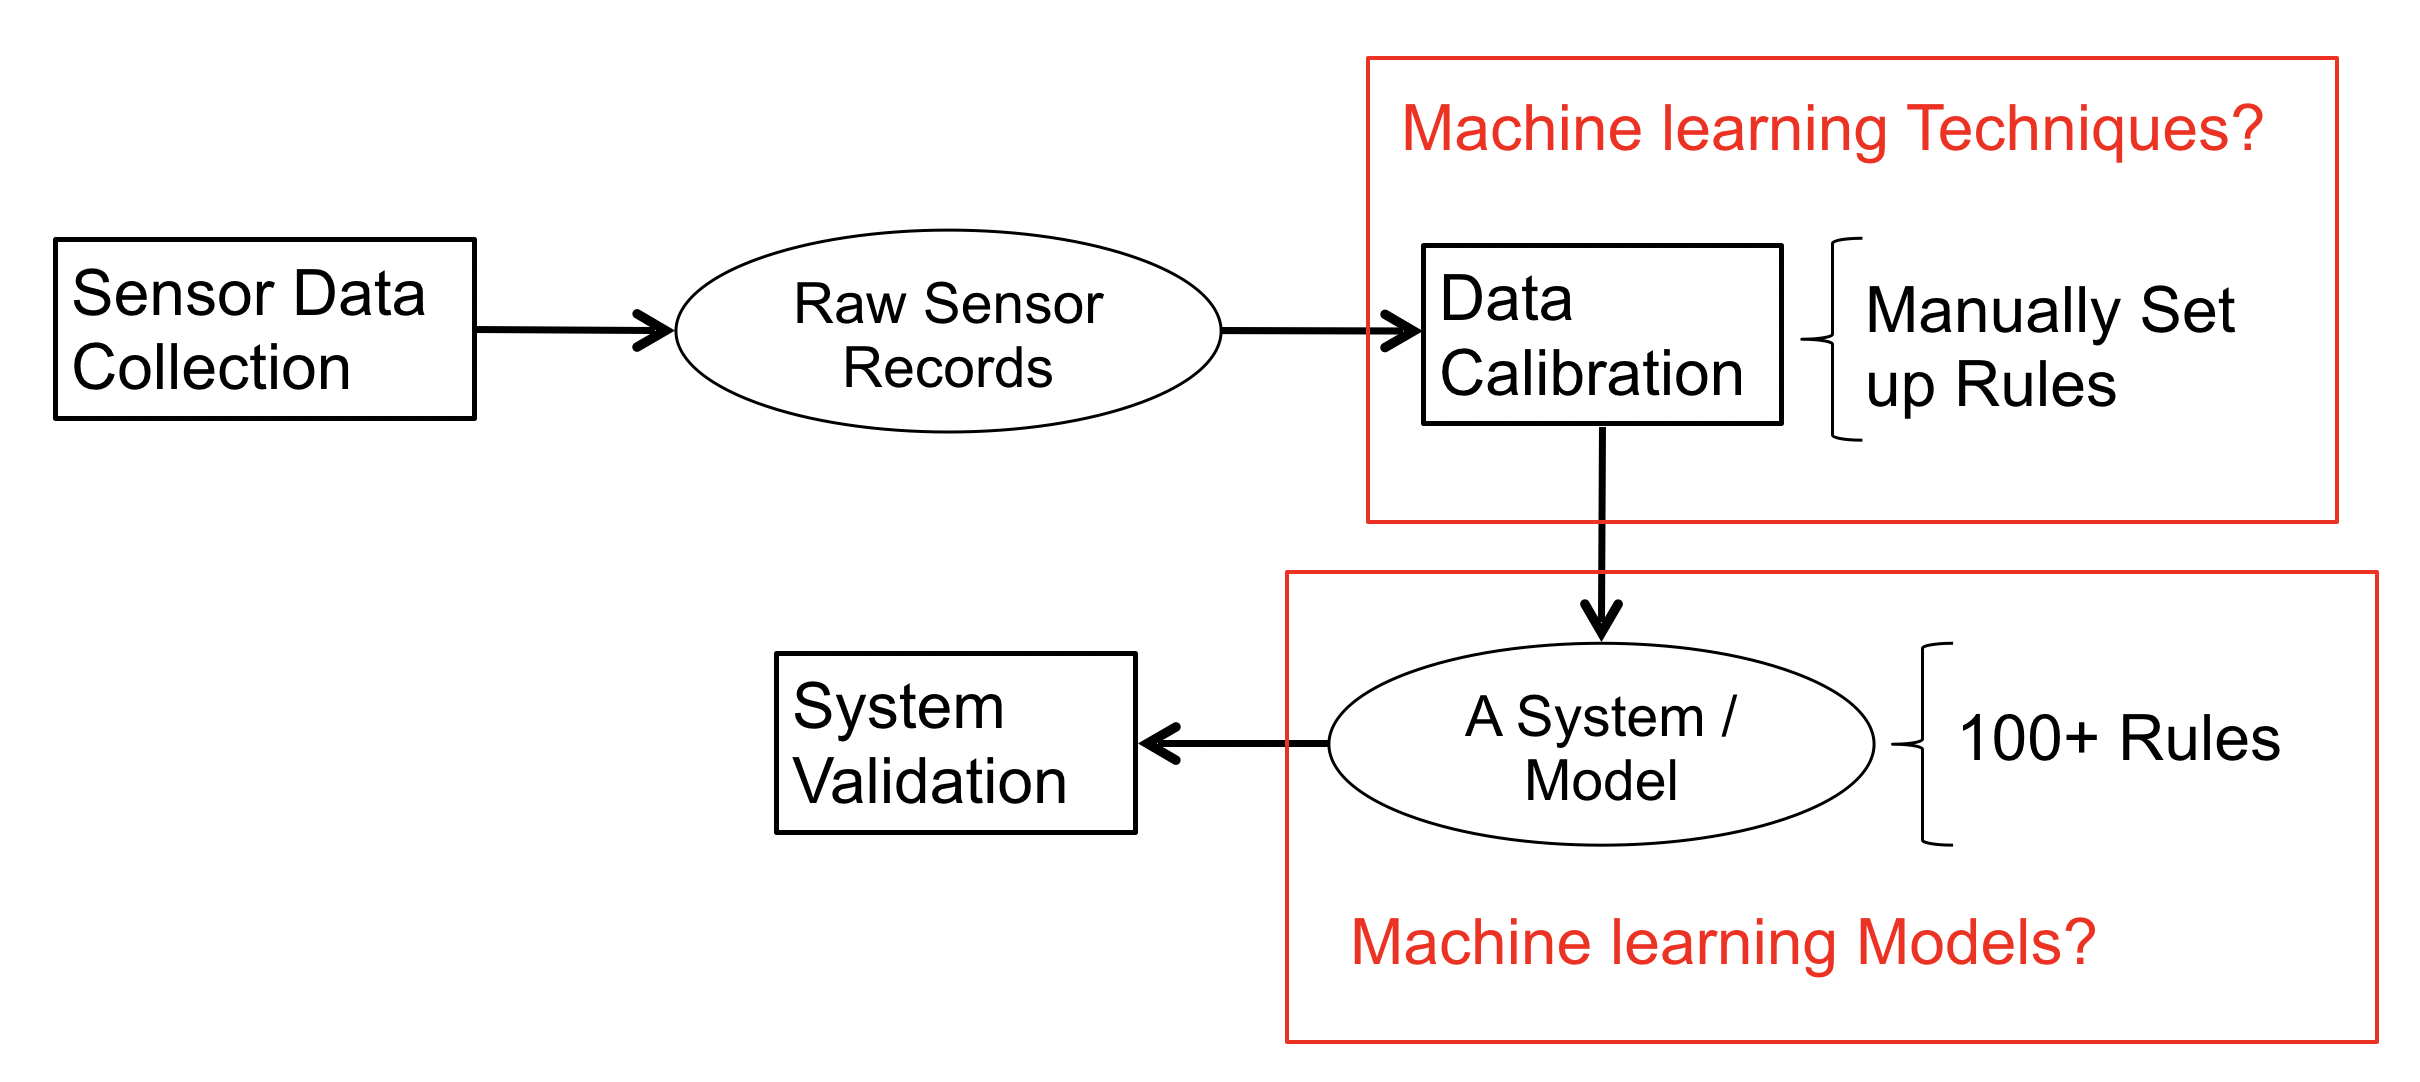 Machine learning Techniques?
Sensor Data
Collection
Raw Sensor
Records
Data
Calibration
Manually Set
up Rules
System
Validation
A System /
Model
100+ Rules
Machine learning Models?